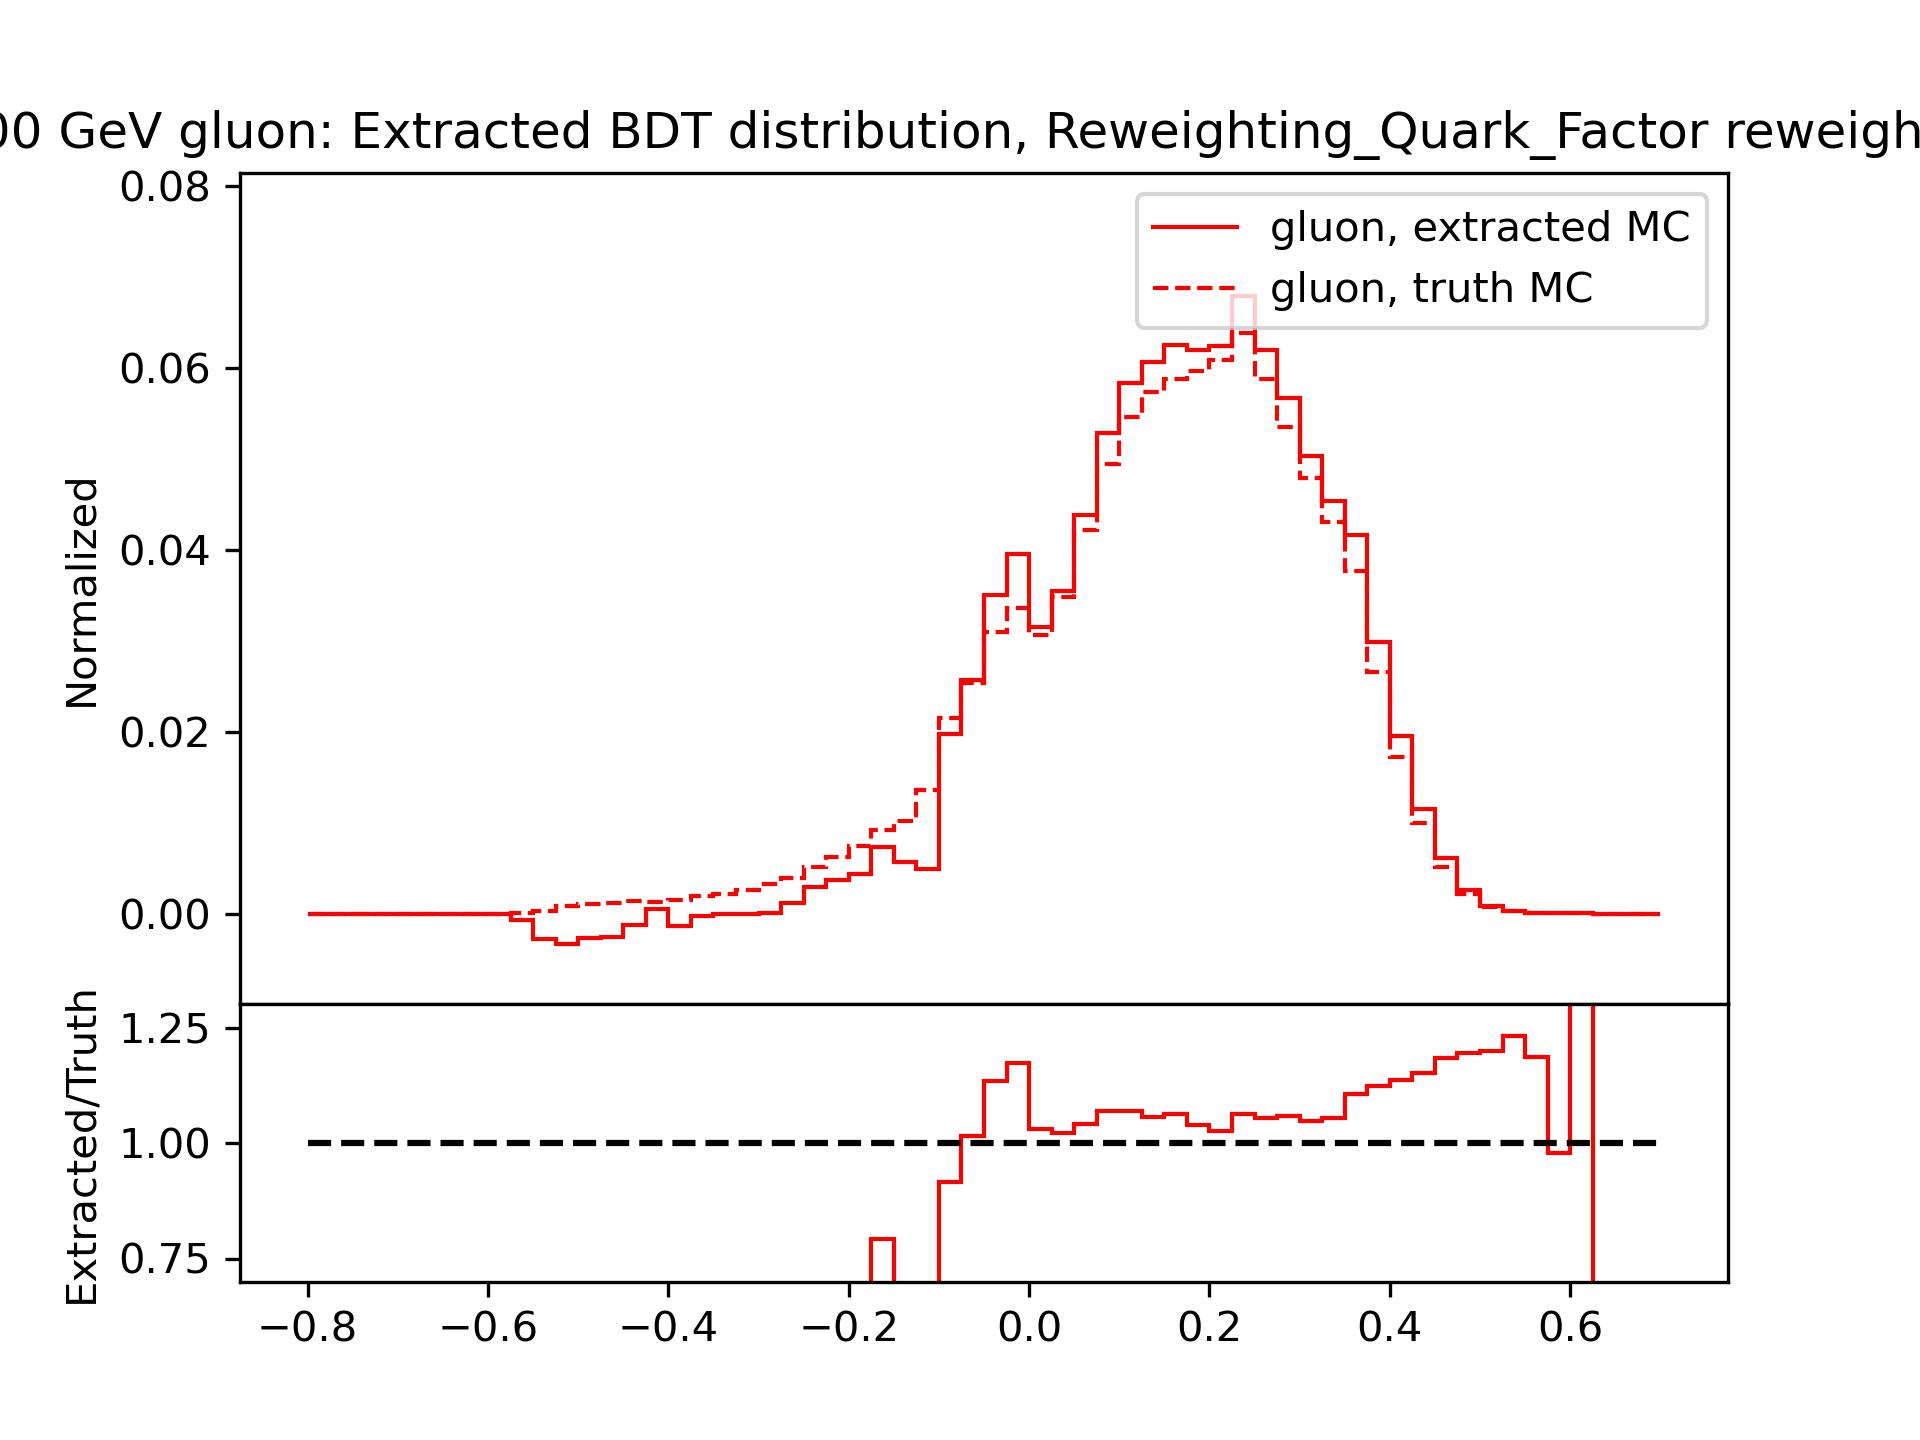 00 GeV gluon: Extracted BDT distribution, Reweighting_Quark_Factor reweigh
0.08
gluon, extracted MC
gluon, truth MC
0.06
0.04
Normalized
0.02
0.00
1.25
Extracted/Truth
1.00
0.75
−0.8 −0.6 −0.4 −0.2 0.0 0.2 0.4 0.6